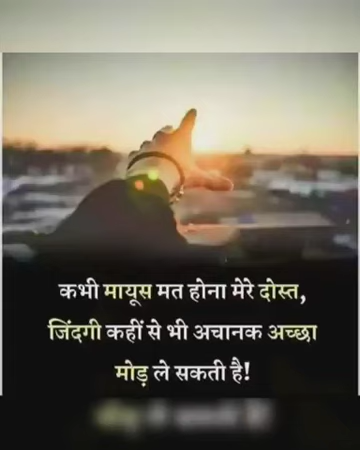 कभी मायूस मत होना मेरे दोस्त,
जिंदगी कहीं से भी अचानक अच्छा
मोड़ ले सकती है!